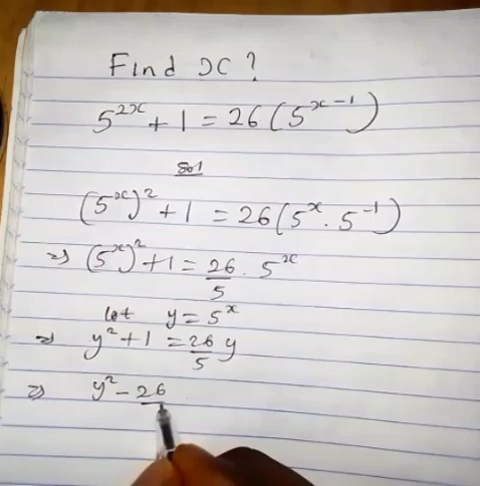 Find x?
5^{2x} + 1 = 26(5^{x-1})
Sol
(5^x)^2 + 1 = 26(5^x . 5^{-1})
=> (5^x)^2 + 1 = 26/5 . 5^x
let y = 5^x
=> y^2 + 1 = 26/5 y
=> y^2 - 26